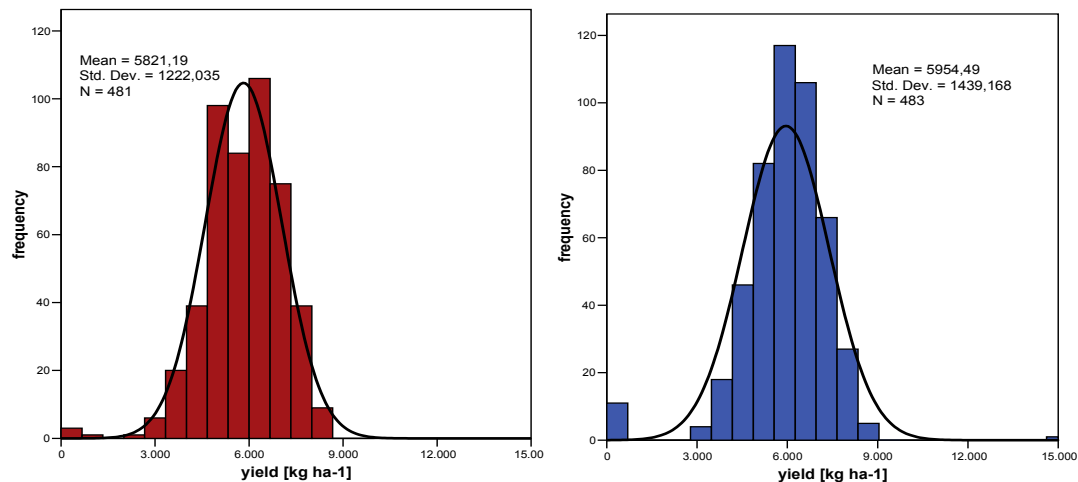 120
100
80
60
40
20
0
frequency
Mean = 5821,19
Std. Dev. = 1222,035
N = 481
0 3.000 6.000 9.000 12.000 15.00
yield [kg ha-1]
120
100
80
60
40
20
0
frequency
Mean = 5954,49
Std. Dev. = 1439,168
N = 483
0 3.000 6.000 9.000 12.000 15.000
yield [kg ha-1]